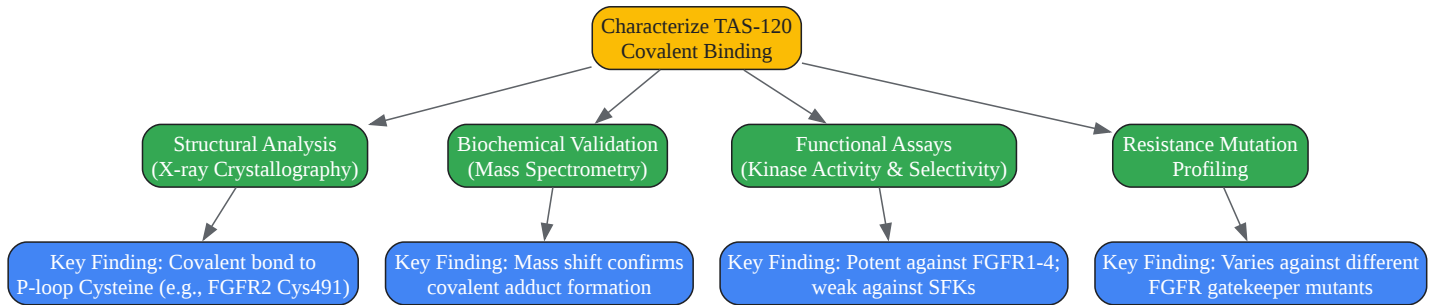 Characterize TAS-120
Covalent Binding
Structural Analysis
(X-ray Crystallography)
Biochemical Validation
(Mass Spectrometry)
Functional Assays
(Kinase Activity & Selectivity)
Resistance Mutation
Profiling
Key Finding: Covalent bond to
P-loop Cysteine (e.g., FGFR2 Cys491)
Key Finding: Mass shift confirms
covalent adduct formation
Key Finding: Potent against FGFR1-4;
weak against SFKs
Key Finding: Varies against different
FGFR gatekeeper mutants